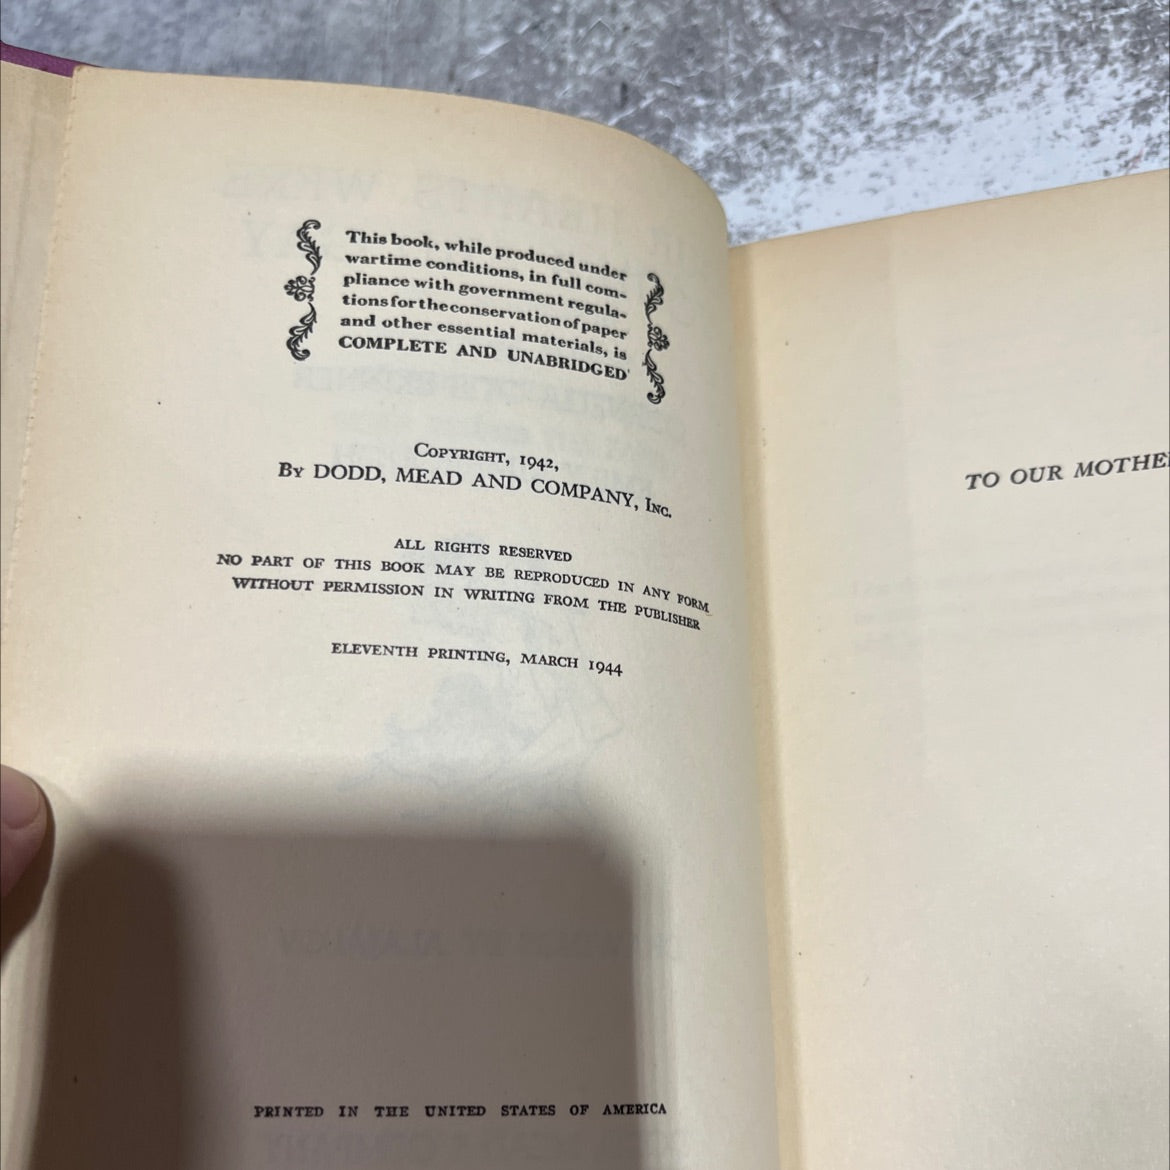 This book, while produced under
wartime conditions, in full com-
pliance with government regula-
tions for the conservation of paper
and other essential materials, is
COMPLETE AND UNABRIDGED
COPYRIGHT, 1942,
BY DODD, MEAD AND COMPANY, INC.
ALL RIGHTS RESERVED
NO PART OF THIS BOOK MAY BE REPRODUCED IN ANY FORM
WITHOUT PERMISSION IN WRITING FROM THE PUBLISHER
ELEVENTH PRINTING, MARCH 1944
PRINTED IN THE UNITED STATES OF AMERICA
TO OUR